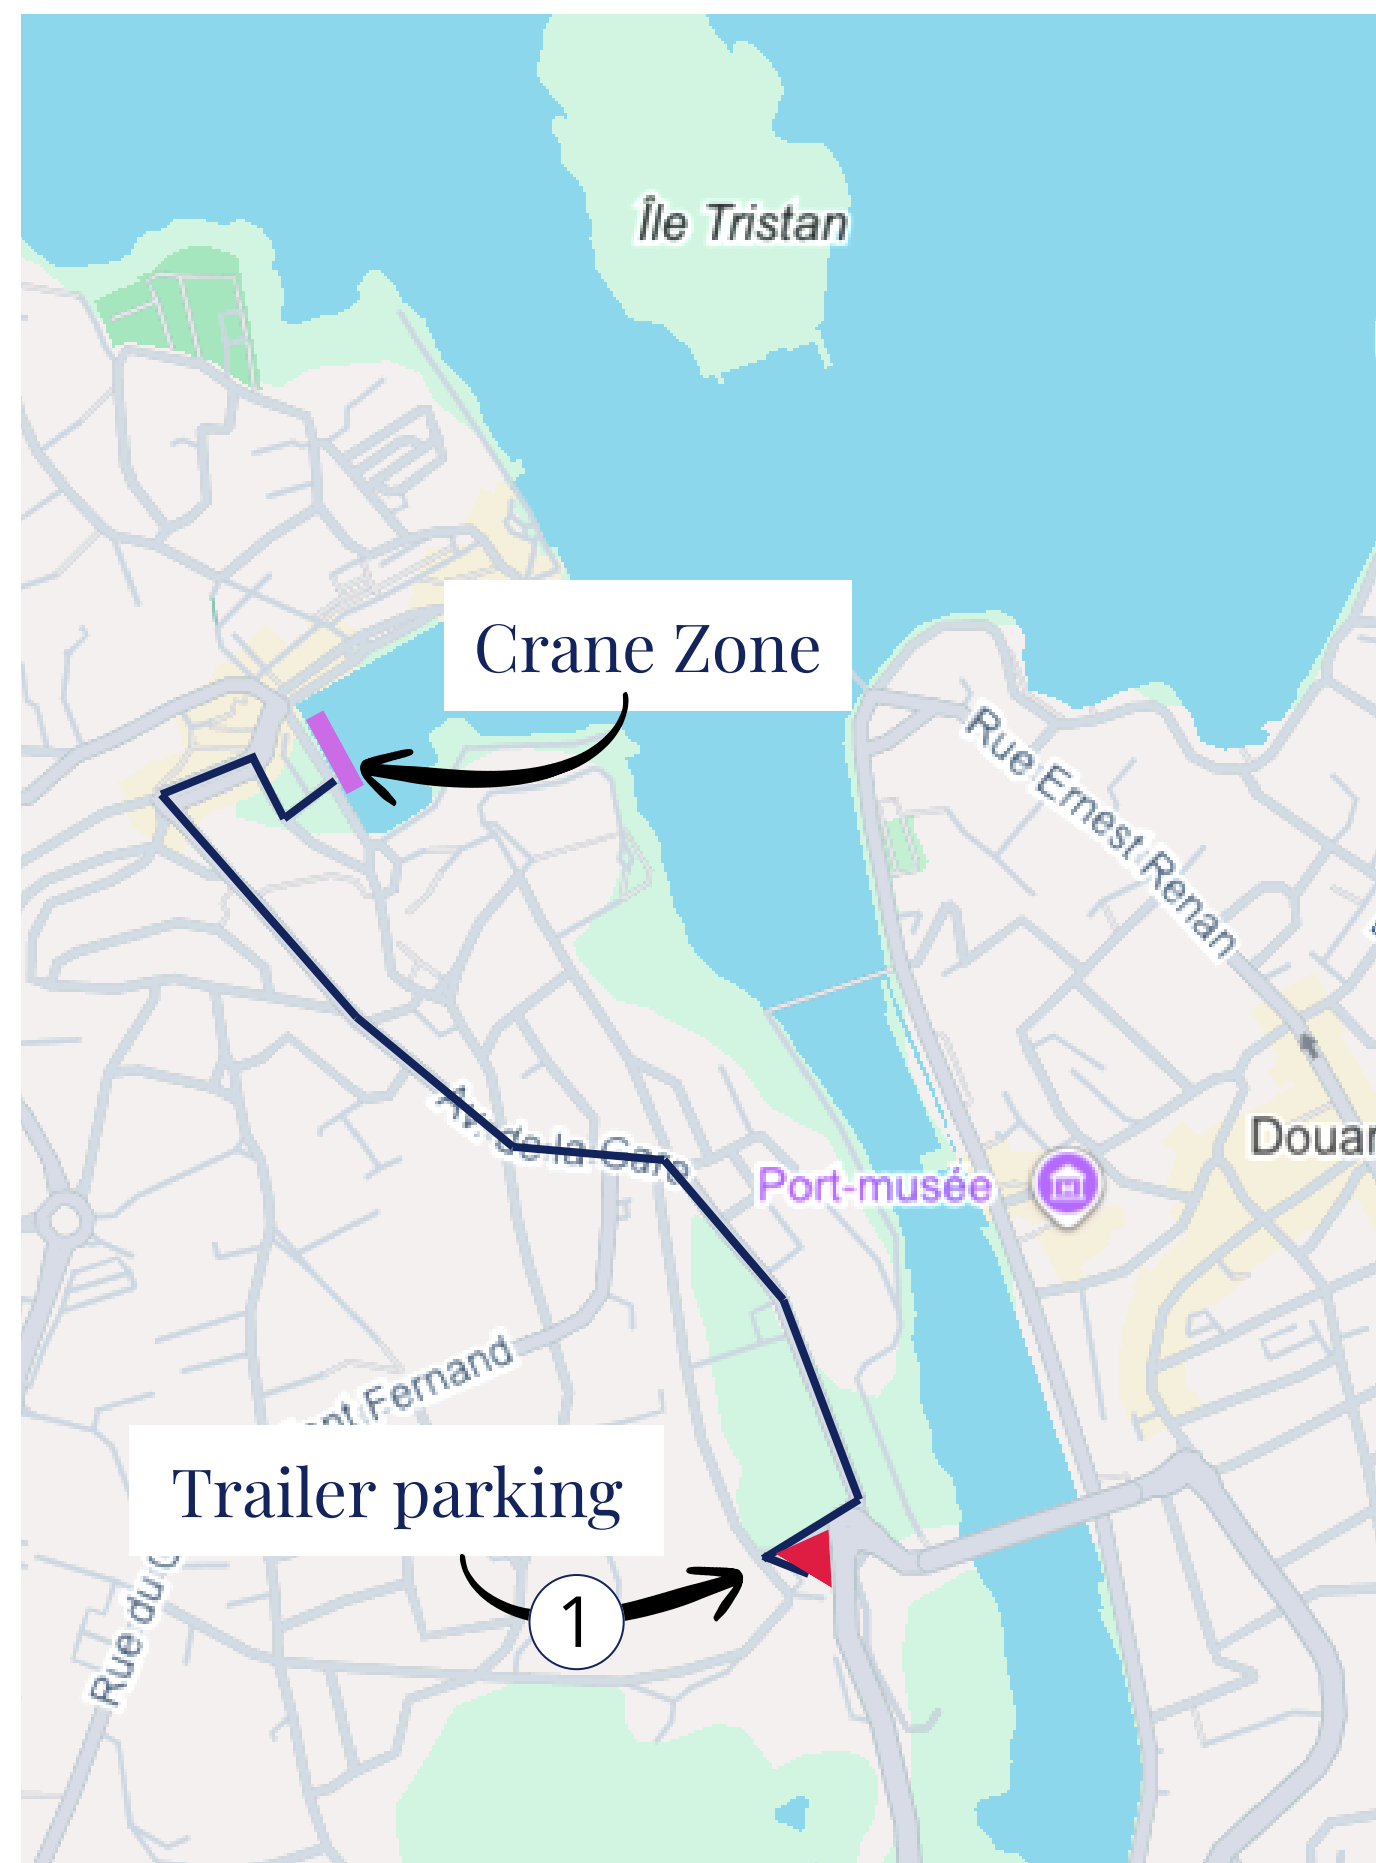 Île Tristan
Crane Zone
Rue Ernest Renan
Av. de la Gare
Port-musée
Douar
Fernand
Trailer parking
Rue du
1